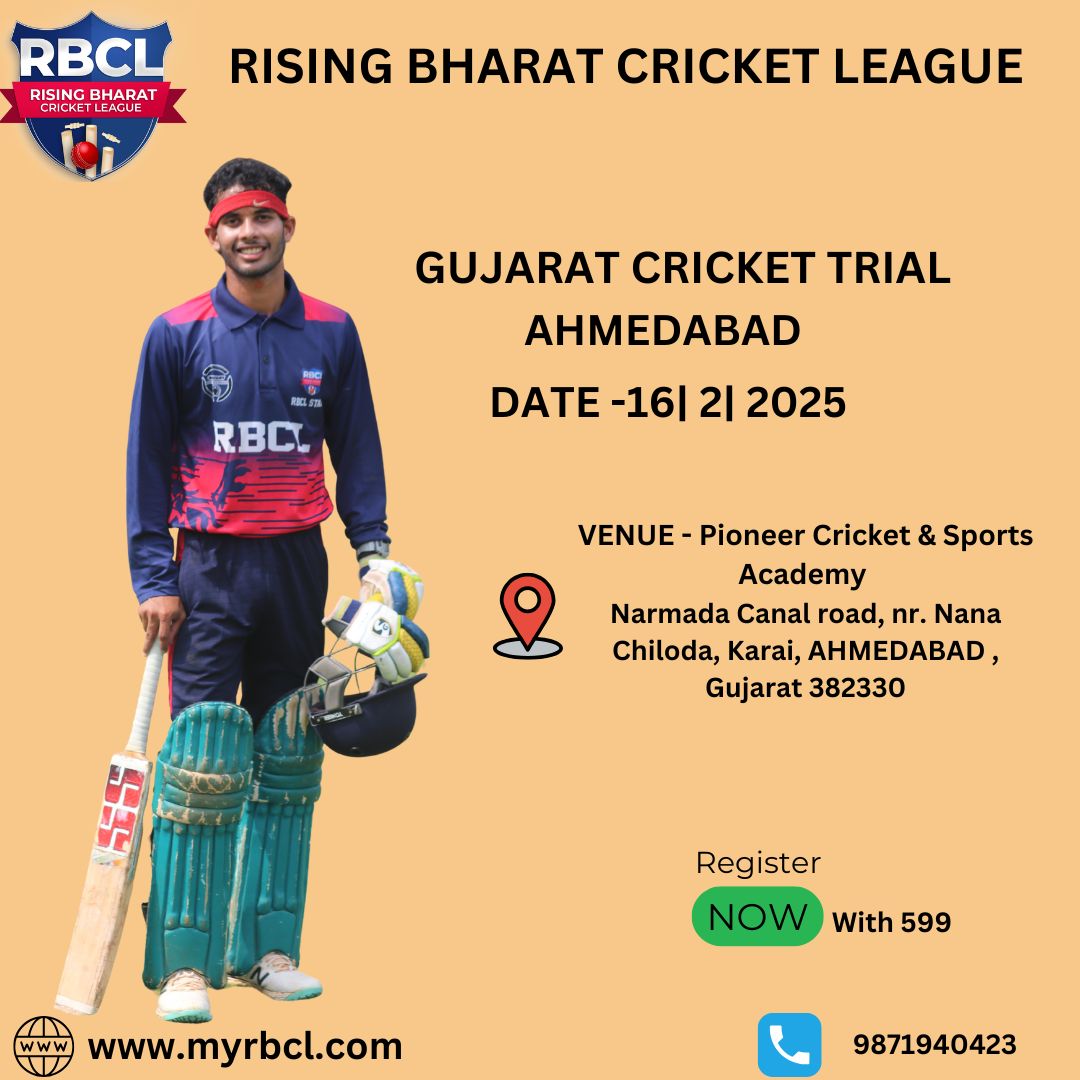 RBCL
RISING BHARAT
CRICKET LEAGUE
RISING BHARAT CRICKET LEAGUE
GUJARAT CRICKET TRIAL
AHMEDABAD
DATE -16| 2| 2025
RBCL
RBCL
VENUE - Pioneer Cricket & Sports
Academy
Narmada Canal road, nr. Nana
Chiloda, Karai, AHMEDABAD ,
Gujarat 382330
SG
Register
NOW With 599
www
www.myrbcl.com
9871940423